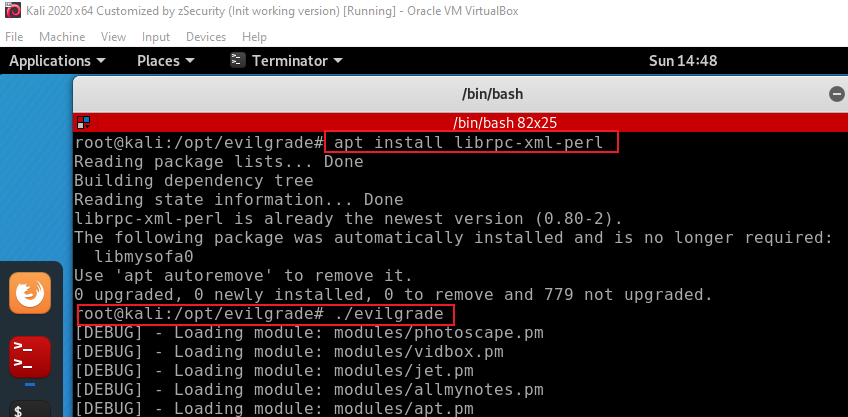 Kali 2020 x64 Customized by zSecurity (Init working version) [Running] - Oracle VM VirtualBox
File Machine View Input Devices Help
Applications Places Terminator Sun 14:48
/bin/bash
/bin/bash 82x25
root@kali:/opt/evilgrade# apt install librpc-xml-perl
Reading package lists... Done
Building dependency tree
Reading state information... Done
librpc-xml-perl is already the newest version (0.80-2).
The following package was automatically installed and is no longer required:
libmysofa0
Use 'apt autoremove' to remove it.
0 upgraded, 0 newly installed, 0 to remove and 779 not upgraded.
root@kali:/opt/evilgrade# ./evilgrade
[DEBUG] - Loading module: modules/photoscape.pm
[DEBUG] - Loading module: modules/vidbox.pm
[DEBUG] - Loading module: modules/jet.pm
[DEBUG] - Loading module: modules/allmynotes.pm
[DEBUG] - Loading module: modules/apt.pm
$